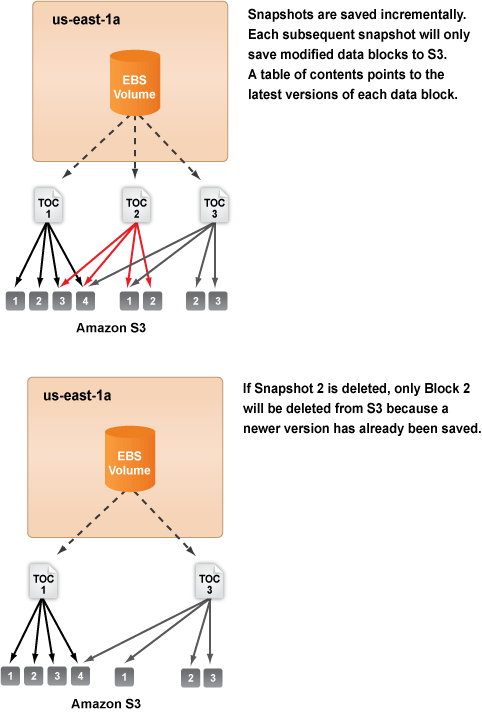 us-east-1a
EBS
Volume
Snapshots are saved incrementally.
Each subsequent snapshot will only
save modified data blocks to S3.
A table of contents points to the
latest versions of each data block.
TOC
1
TOC
2
TOC
3
1 2 3 4 1 2 2 3
Amazon S3
us-east-1a
EBS
Volume
If Snapshot 2 is deleted, only Block 2
will be deleted from S3 because a
newer version has already been saved.
TOC
1
TOC
3
1 2 3 4 1 2 3
Amazon S3